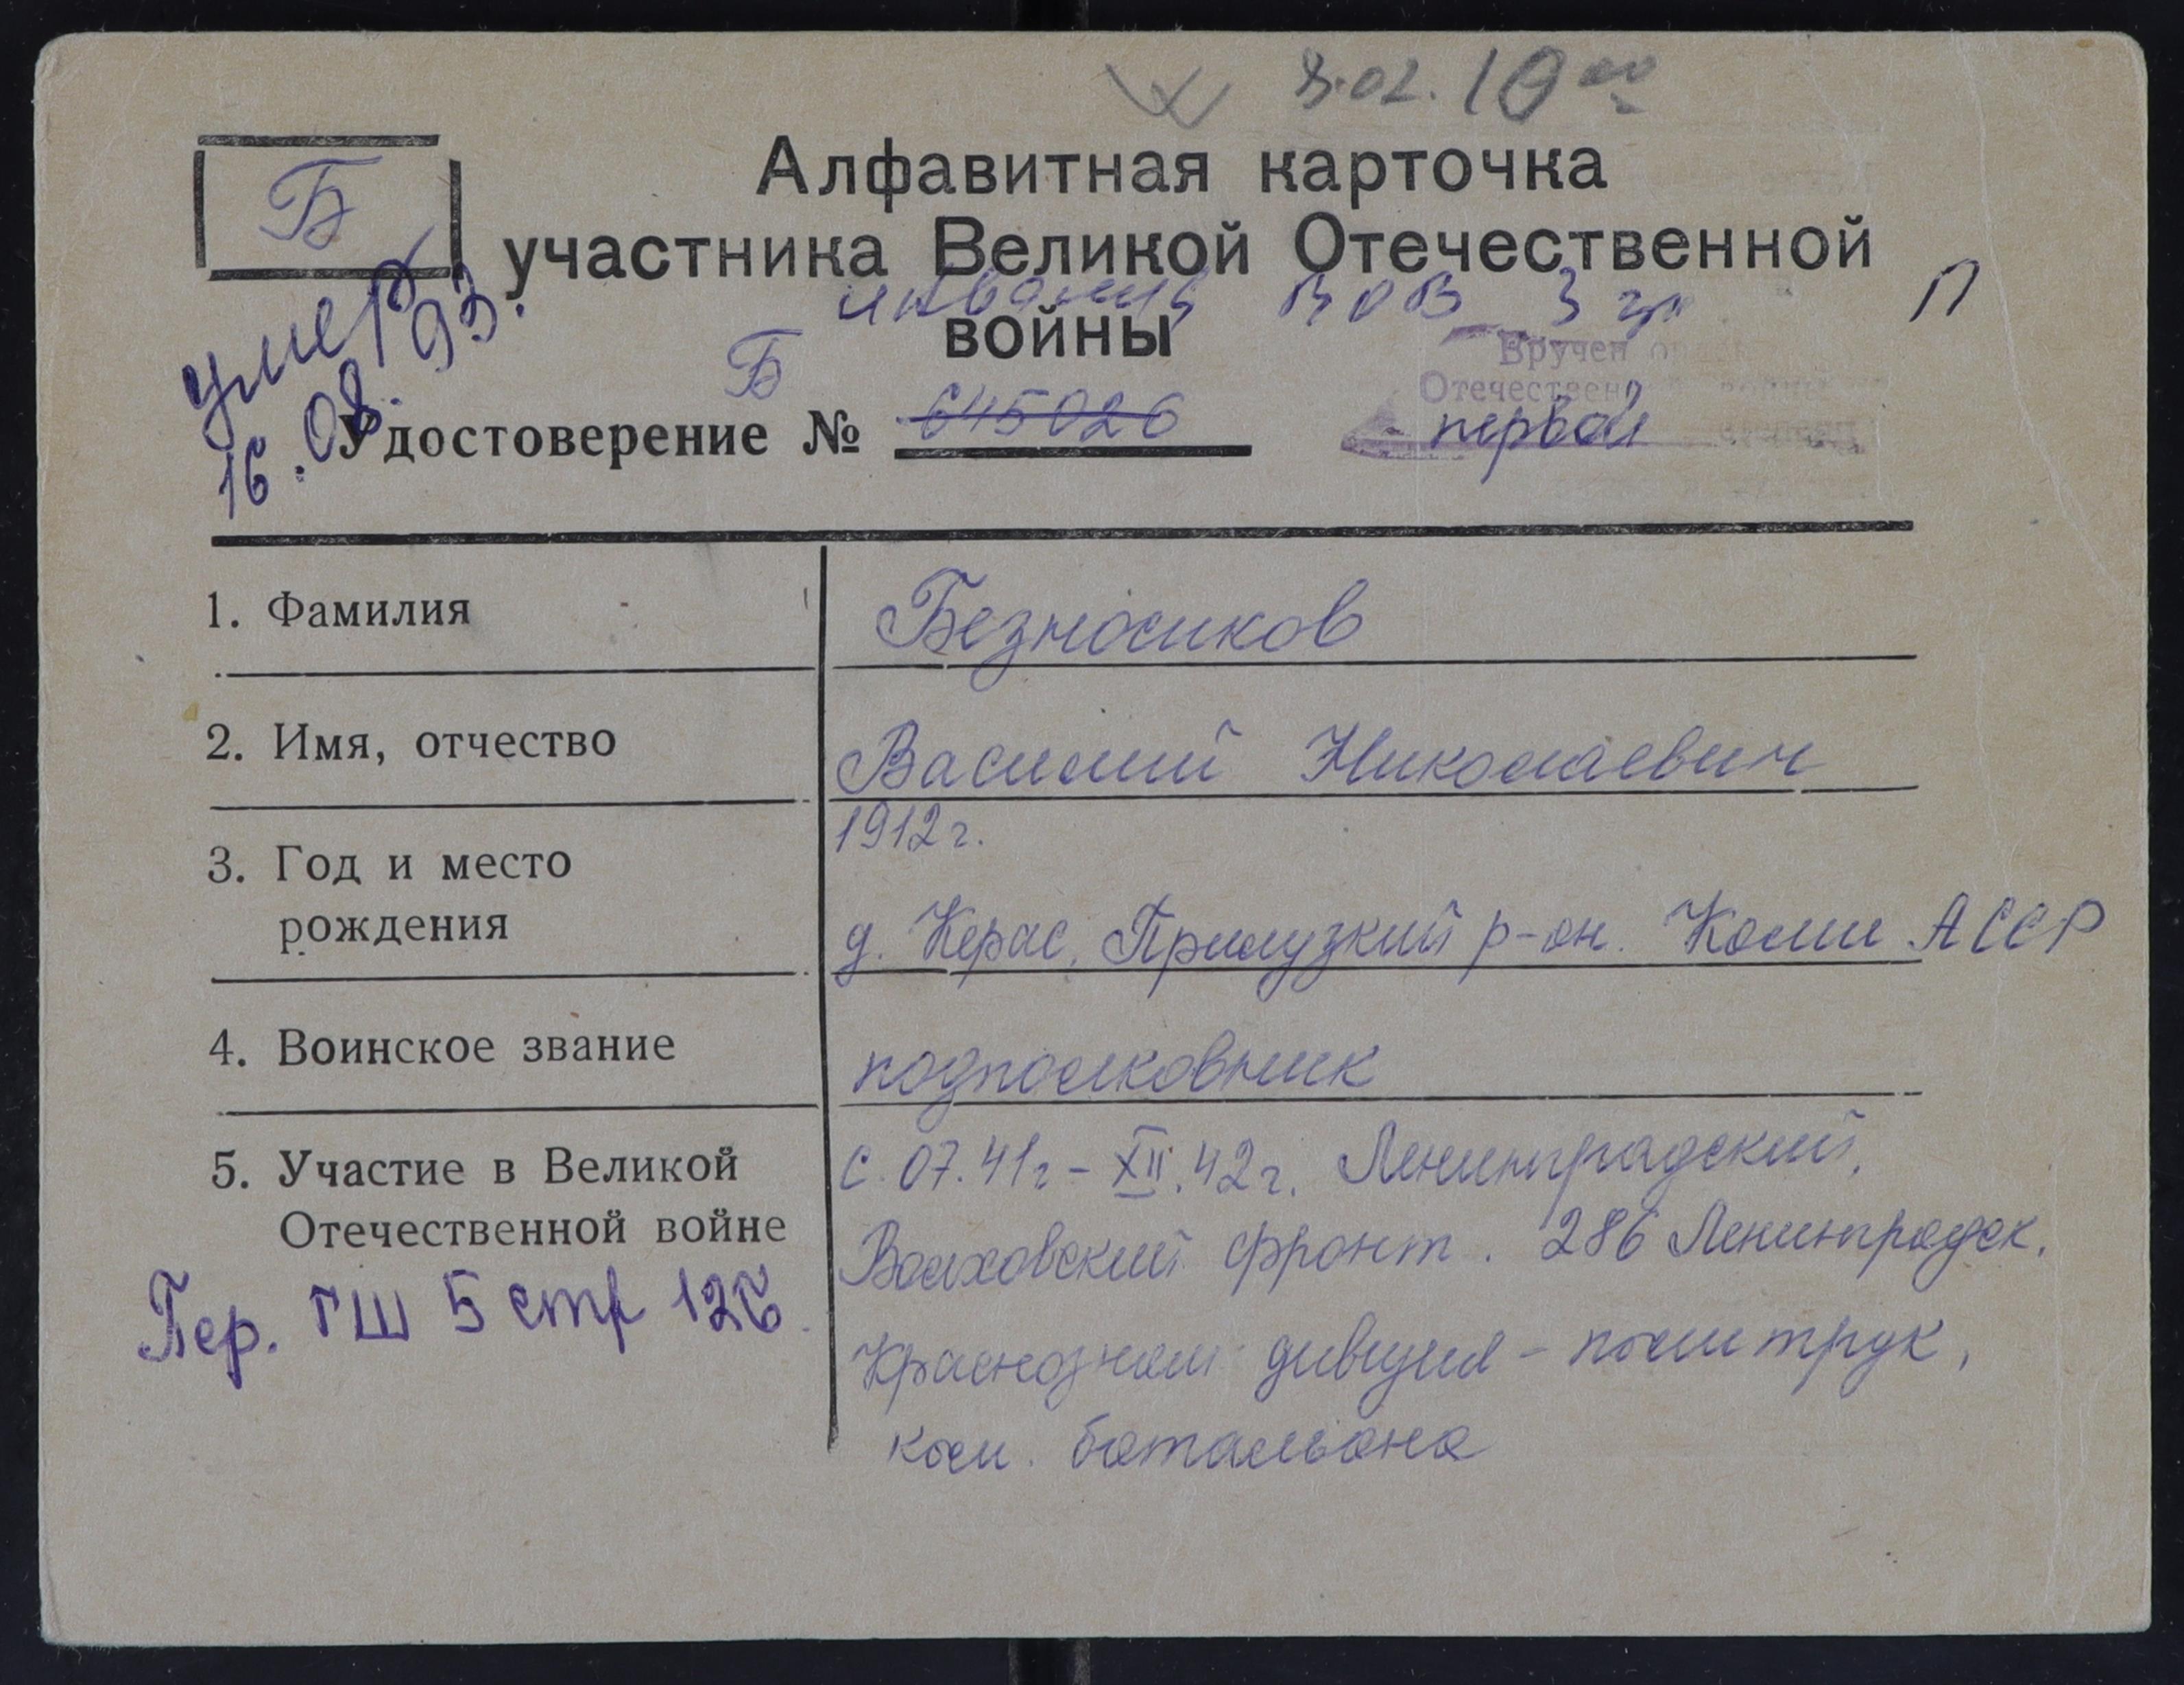 8.02. 10 00
Б
Алфавитная карточка
участника Великой Отечественной
войны
инвалид ВОВ 3 гр П
умер
16.08.93.
Вручен
Отечествен
первой
Б
Удостоверение № 645026
1. Фамилия Безносиков
2. Имя, отчество Василий Николаевич
3. Год и место 1912 г.
рождения д. Керас, Прилузкий р-он. Коми АССР
4. Воинское звание подполковник
5. Участие в Великой с. 07.41г - XII.42г. Ленинградский,
Отечественной войне Волховский фронт. 286 Ленинградск.
Пер. ГШ 5 стр 126
Краснознам дивизия - политрук,
ком. батальона